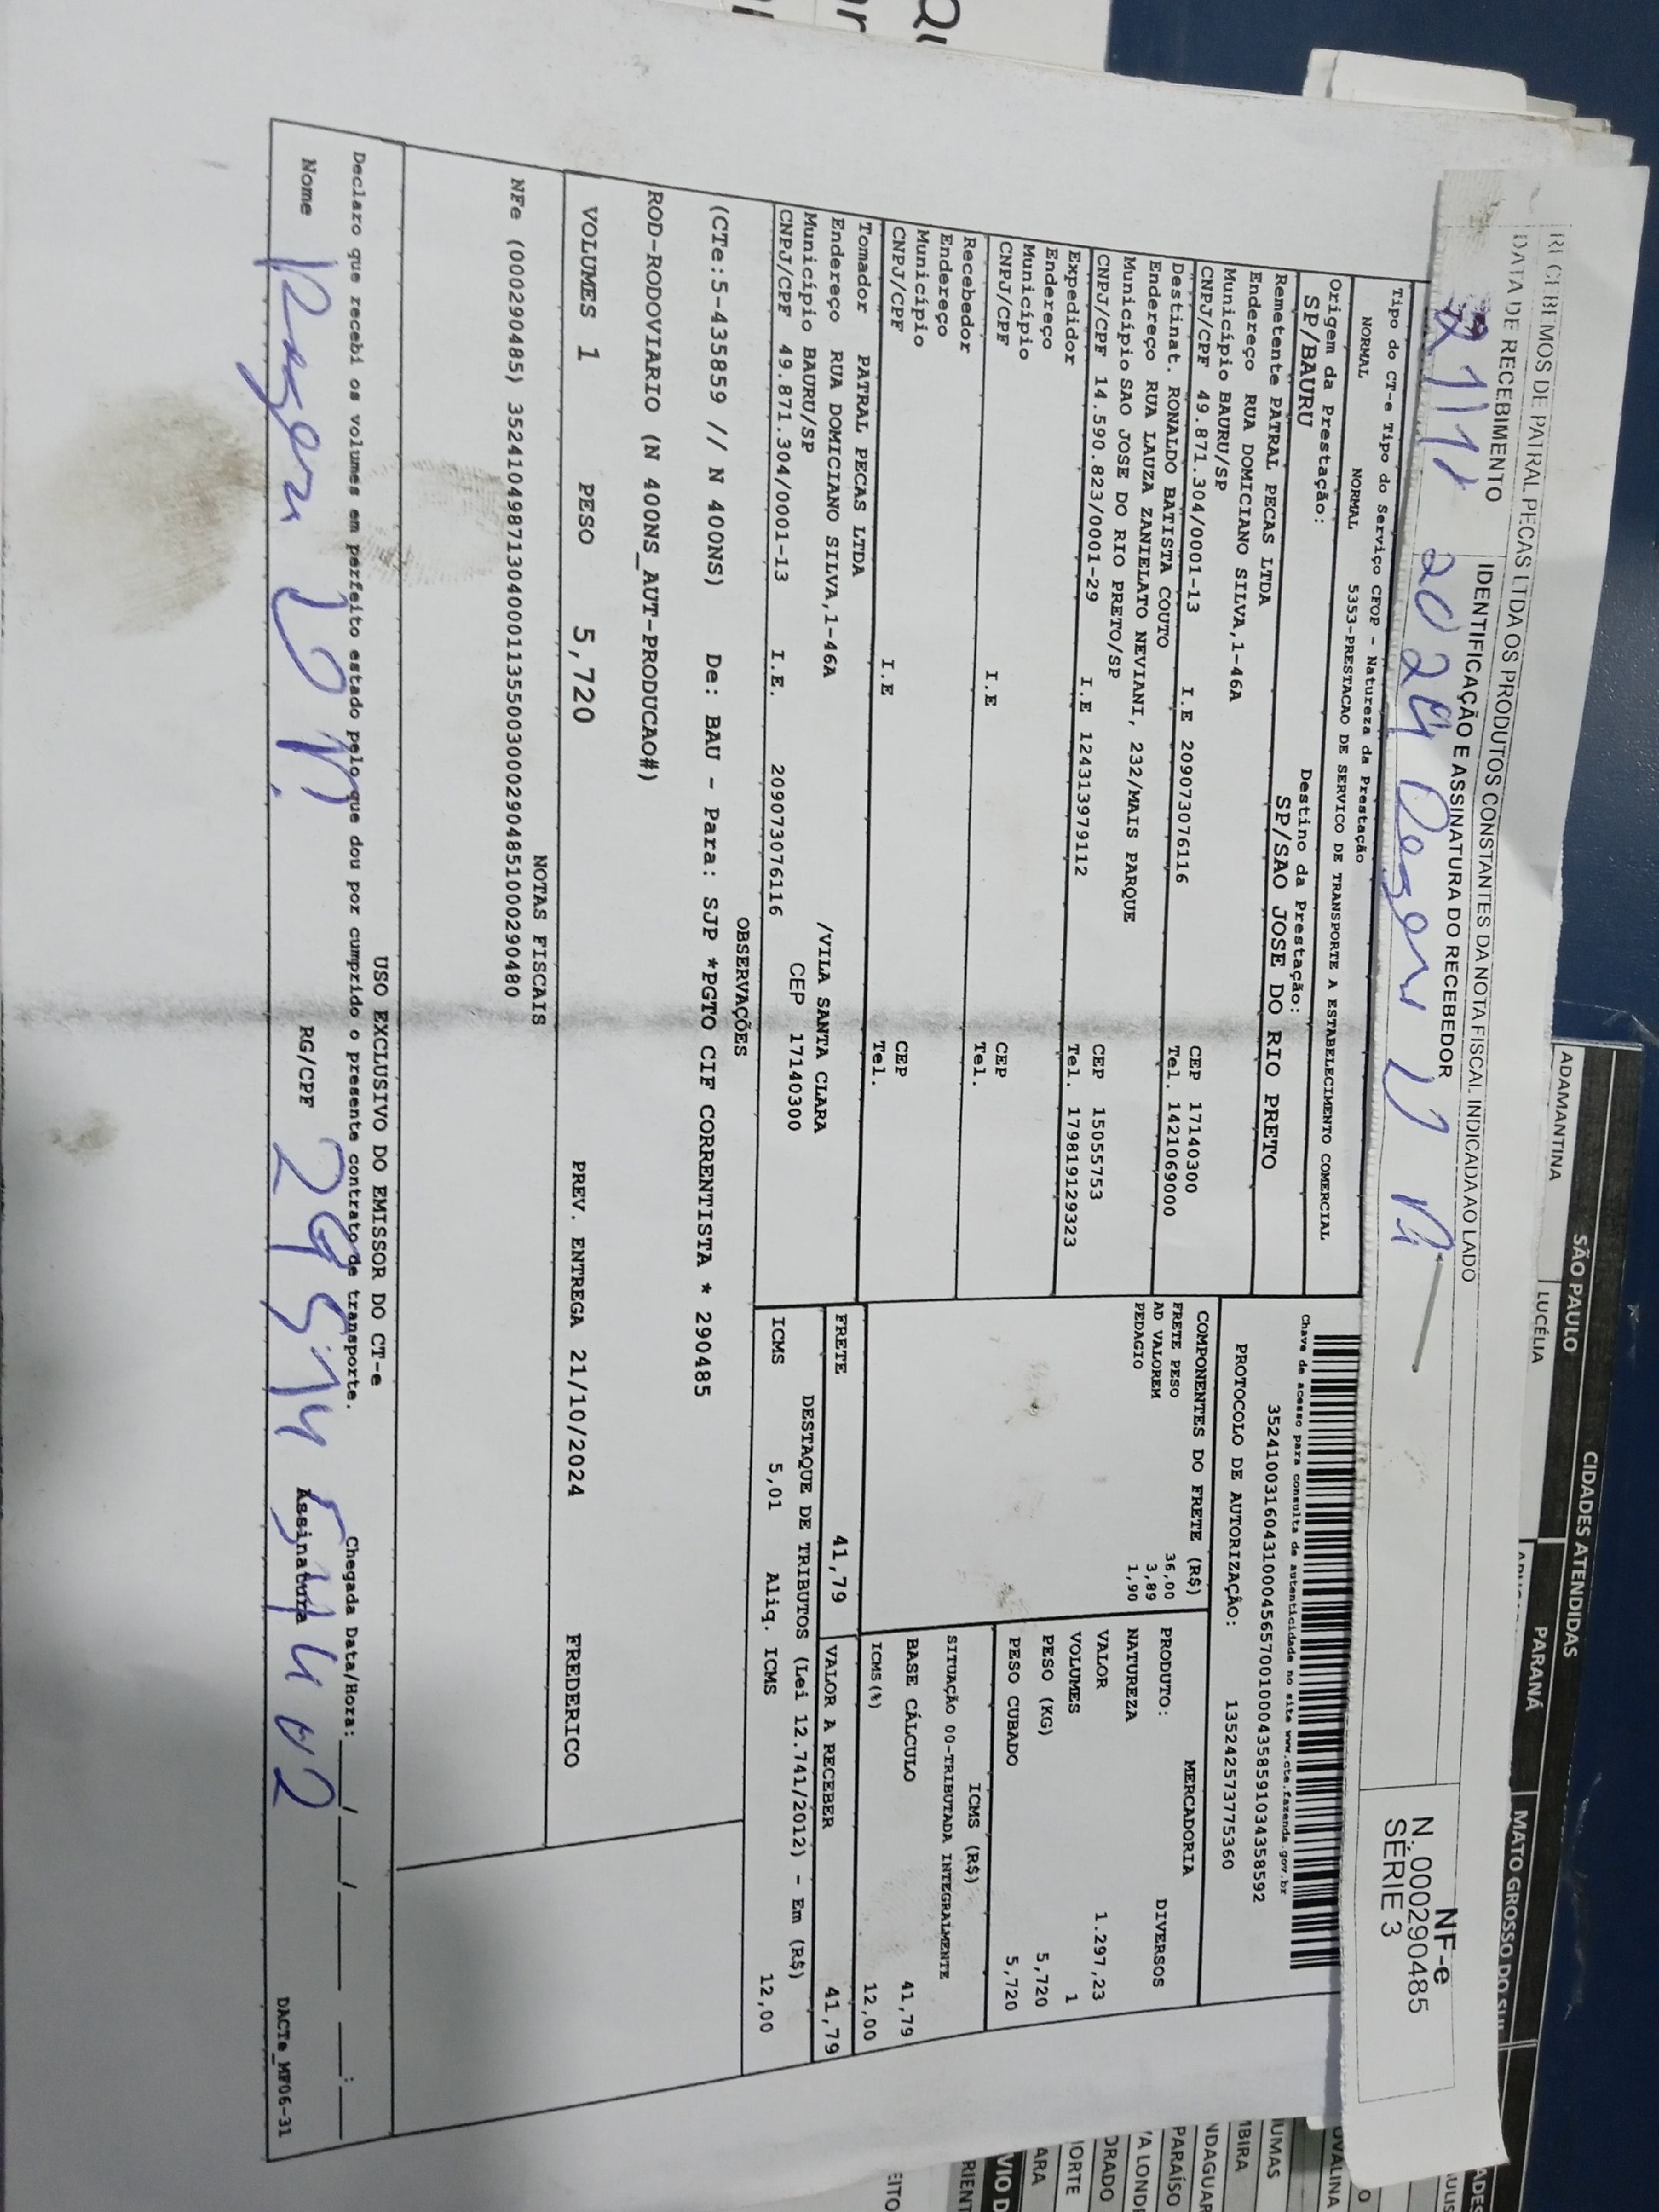 RECEBEMOS DE PATRAL PECAS LTDA OS PRODUTOS CONSTANTES DA NOTA FISCAL INDICADA AO LADO
DATA DE RECEBIMENTO
IDENTIFICAÇÃO E ASSINATURA DO RECEBEDOR
2024
NF-e
N. 000290485
SÉRIE 3
Tipo do CT-e Tipo do Serviço CFOP - Natureza da Prestação
NORMAL NORMAL 5353-PRESTACAO DE SERVICO DE TRANSPORTE A ESTABELECIMENTO COMERCIAL
Origem da Prestação: Destino da Prestação:
SP/BAURU SP/SAO JOSE DO RIO PRETO
Remetente PATRAL PECAS LTDA
Endereço RUA DOMICIANO SILVA,1-46A
Município BAURU/SP CEP 17140300
CNPJ/CPF 49.871.304/0001-13 I.E 209073076116 Tel. 1421069000
Destinat. RONALDO BATISTA COUTO
Endereço RUA LAUZA ZANIELATO NEVIANI, 232/MAIS PARQUE
Município SAO JOSE DO RIO PRETO/SP CEP 15055753
CNPJ/CPF 14.590.823/0001-29 I.E 124313979112 Tel. 179819129323
Expedidor
Endereço
Município CEP
CNPJ/CPF I.E Tel.
Recebedor
Endereço
Município CEP
CNPJ/CPF I.E Tel.
Tomador PATRAL PECAS LTDA
Endereço RUA DOMICIANO SILVA,1-46A /VILA SANTA CLARA
Município BAURU/SP CEP 17140300
CNPJ/CPF 49.871.304/0001-13 I.E. 209073076116
Chave de acesso para consulta de autenticidade no site www.cte.fazenda.gov.br
35241003160431000456570010004358591034358592
PROTOCOLO DE AUTORIZAÇÃO: 135242573775360
COMPONENTES DO FRETE (R$)
FRETE PESO 36,00
AD VALOREM 3,89
PEDAGIO 1,90
MERCADORIA
PRODUTO: DIVERSOS
NATUREZA
VALOR 1.297,23
VOLUMES 1
PESO (KG) 5,720
PESO CUBADO 5,720
ICMS (R$)
SITUAÇÃO 00-TRIBUTADA INTEGRALMENTE
BASE CÁLCULO 41,79
ICMS(%) 12,00
FRETE 41,79 VALOR A RECEBER 41,79
DESTAQUE DE TRIBUTOS (Lei 12.741/2012) - Em (R$)
ICMS 5,01 Aliq. ICMS 12,00
OBSERVAÇÕES
(CTe:5-435859 // N 400NS) De: BAU - Para: SJP *PGTO CIF CORRENTISTA * 290485
ROD-RODOVIARIO (N 400NS_AUT-PRODUCAO#)
VOLUMES 1 PESO 5,720 PREV. ENTREGA 21/10/2024 FREDERICO
NOTAS FISCAIS
NFe (000290485) 35241049871304000113550030002904851000290480
USO EXCLUSIVO DO EMISSOR DO CT-e
Declaro que recebi os volumes em perfeito estado pelo que dou por cumprido o presente contrato de transporte.
Chegada Data/Hora: __/__/____ __:__
Nome RG/CPF Assinatura
DACTe_MF06-31
SÃO PAULO
CIDADES ATENDIDAS
PARANÁ
MATO GROSSO DO SUL
ADAMANTINA
LUCÉLIA